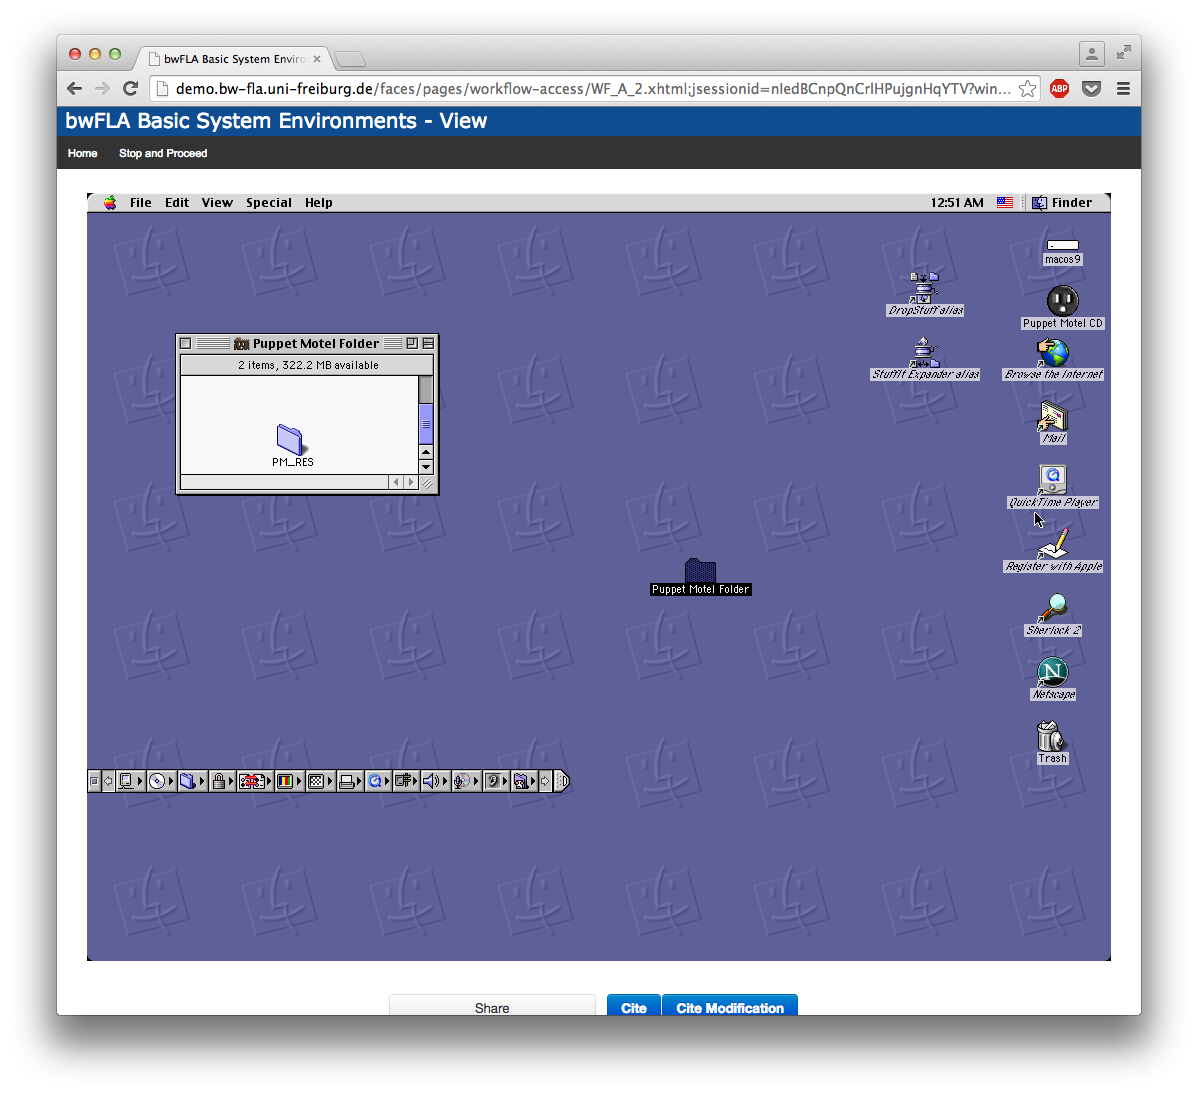 bwFLA Basic System Enviro
demo.bw-fla.uni-freiburg.de/faces/pages/workflow-access/WF_A_2.xhtml;jsessionid=nledBCnpQnCrlHPujgnHqYTV?win...
ABP
bwFLA Basic System Environments - View
Home Stop and Proceed
File Edit View Special Help 12:51 AM Finder
macos9
DropStuff alias
Puppet Motel CD
Puppet Motel Folder
2 items, 322.2 MB available
StuffIt Expander alias
Browse the Internet
Mail
PM_RES
QuickTime Player
Register with Apple
Puppet Motel Folder
Sherlock 2
N
Netscape
Trash
Share Cite Cite Modification